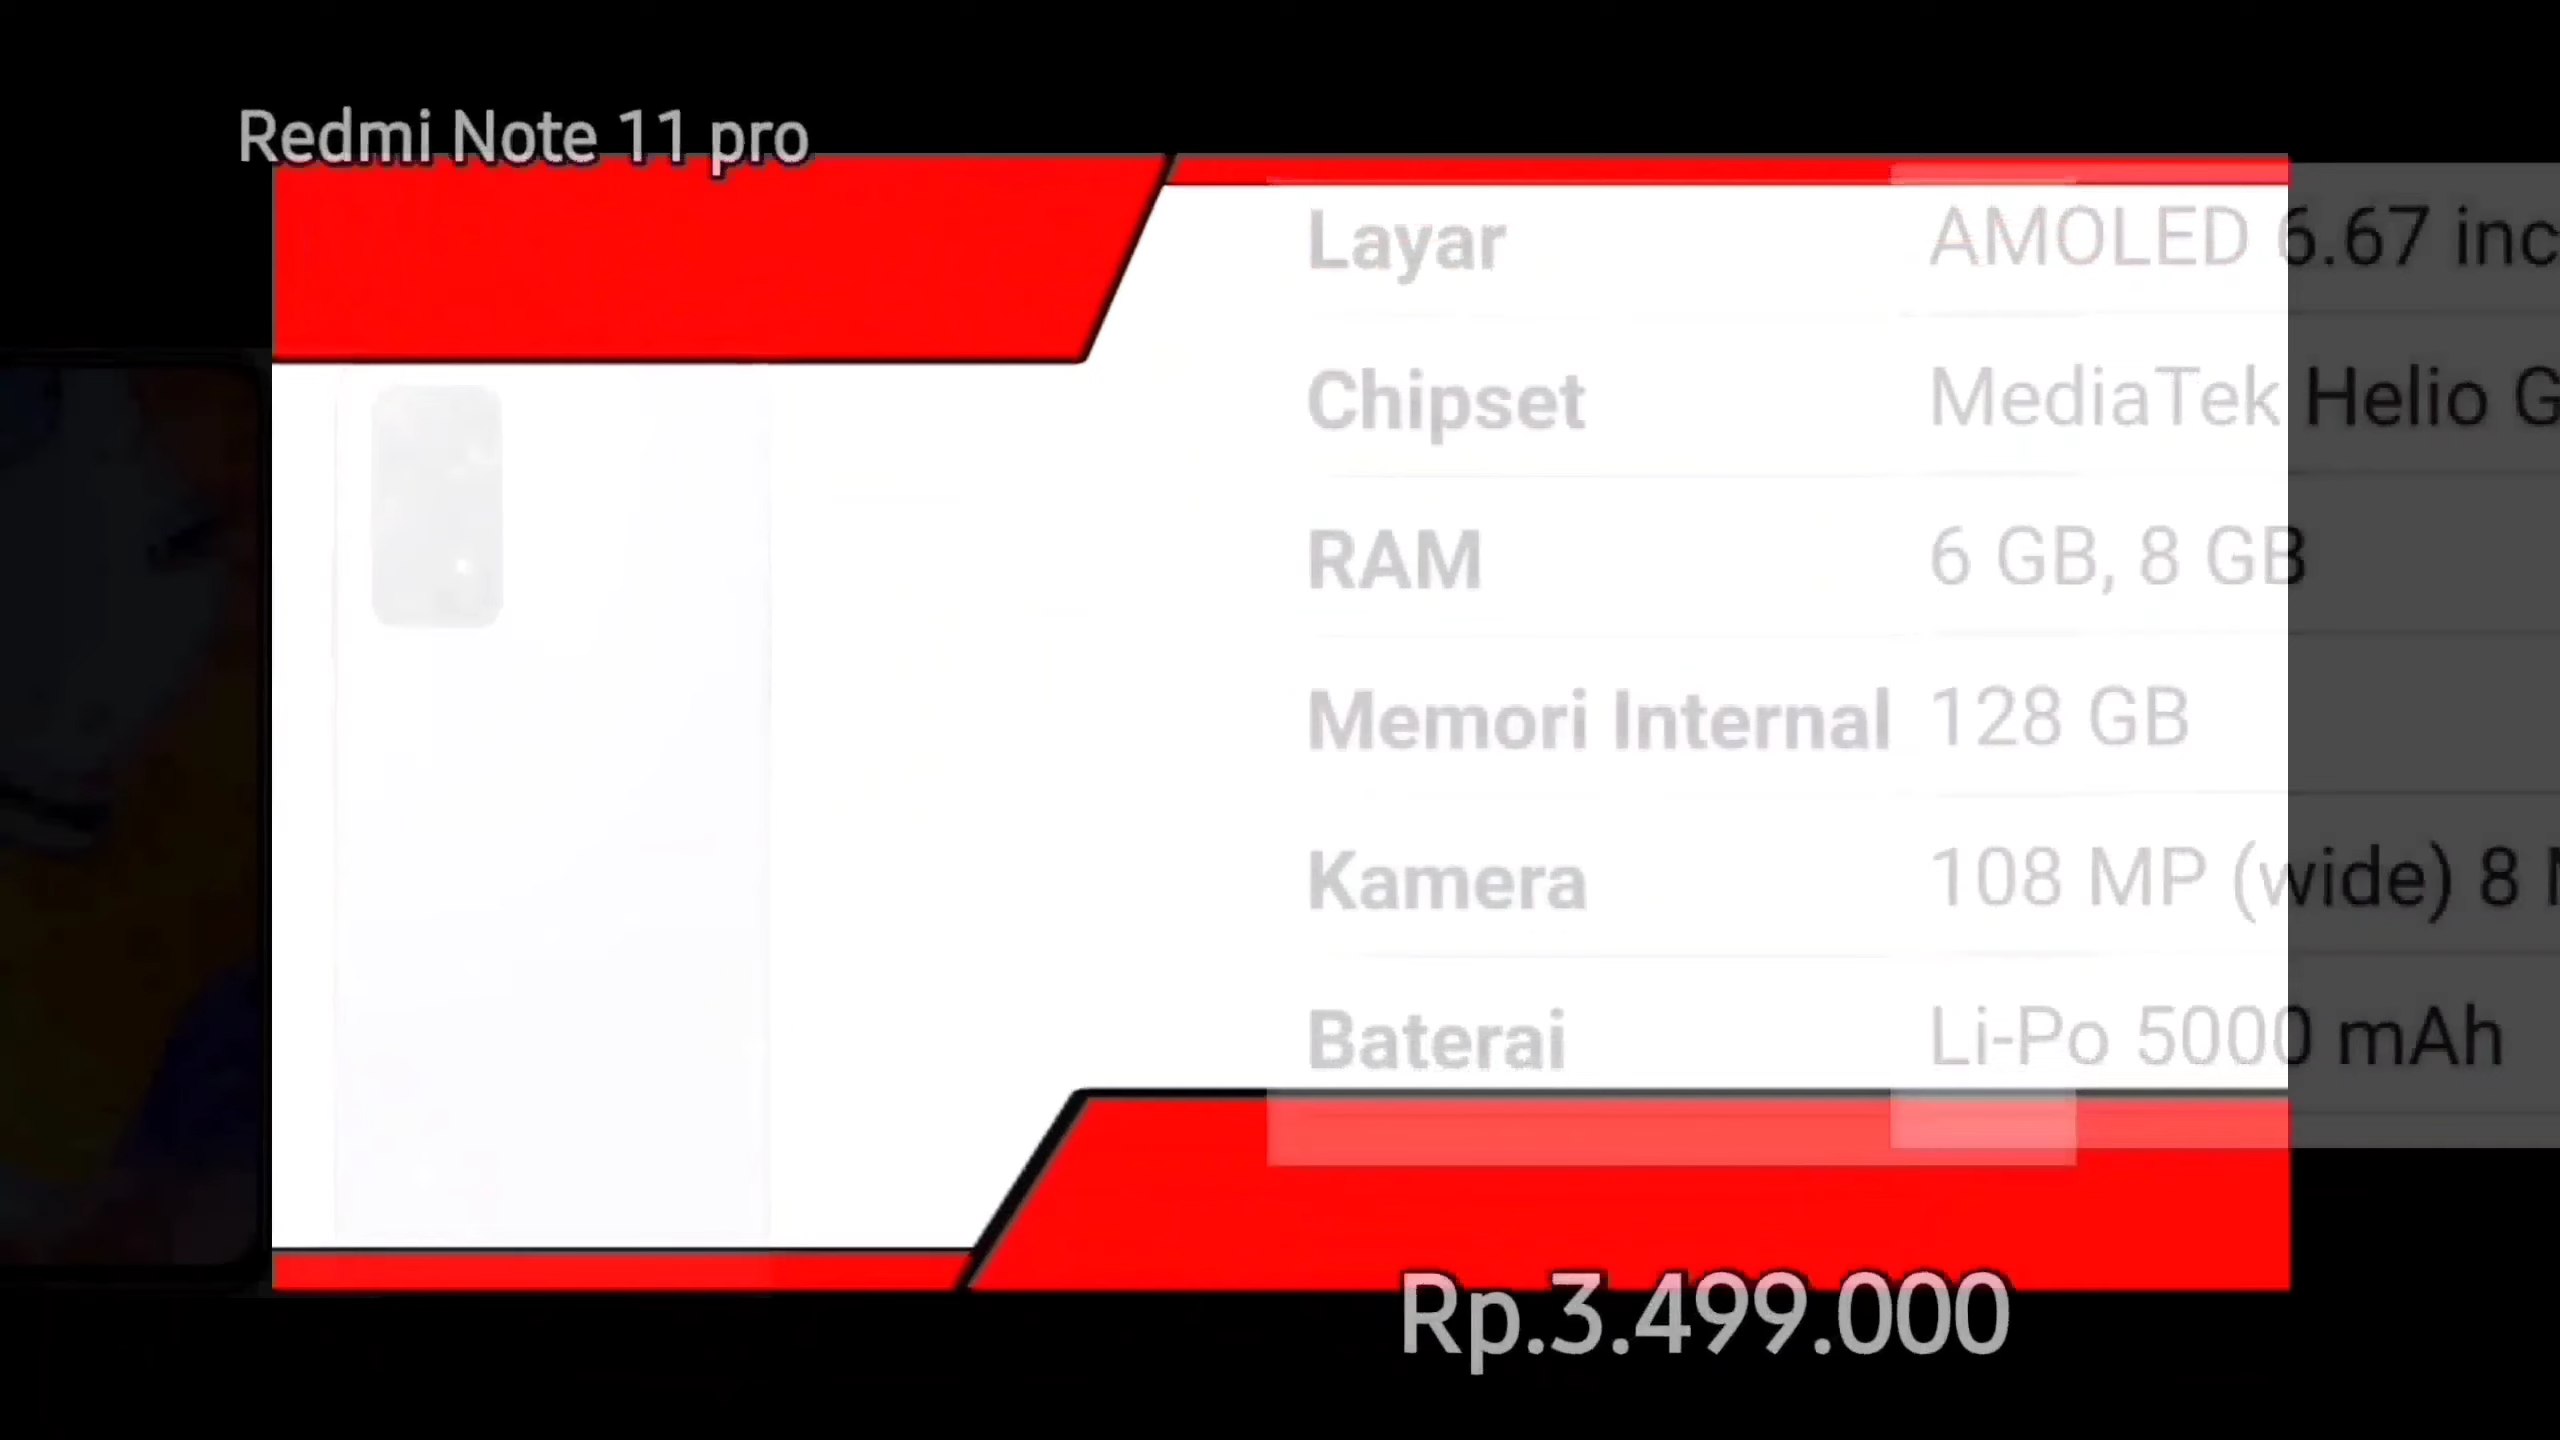 Redmi Note 11 pro
Layar AMOLED 6.67 inc
Chipset MediaTek Helio G
RAM 6 GB, 8 GB
Memori Internal 128 GB
Kamera 108 MP (wide) 8
Baterai Li-Po 5000 mAh
Rp.3.499.000